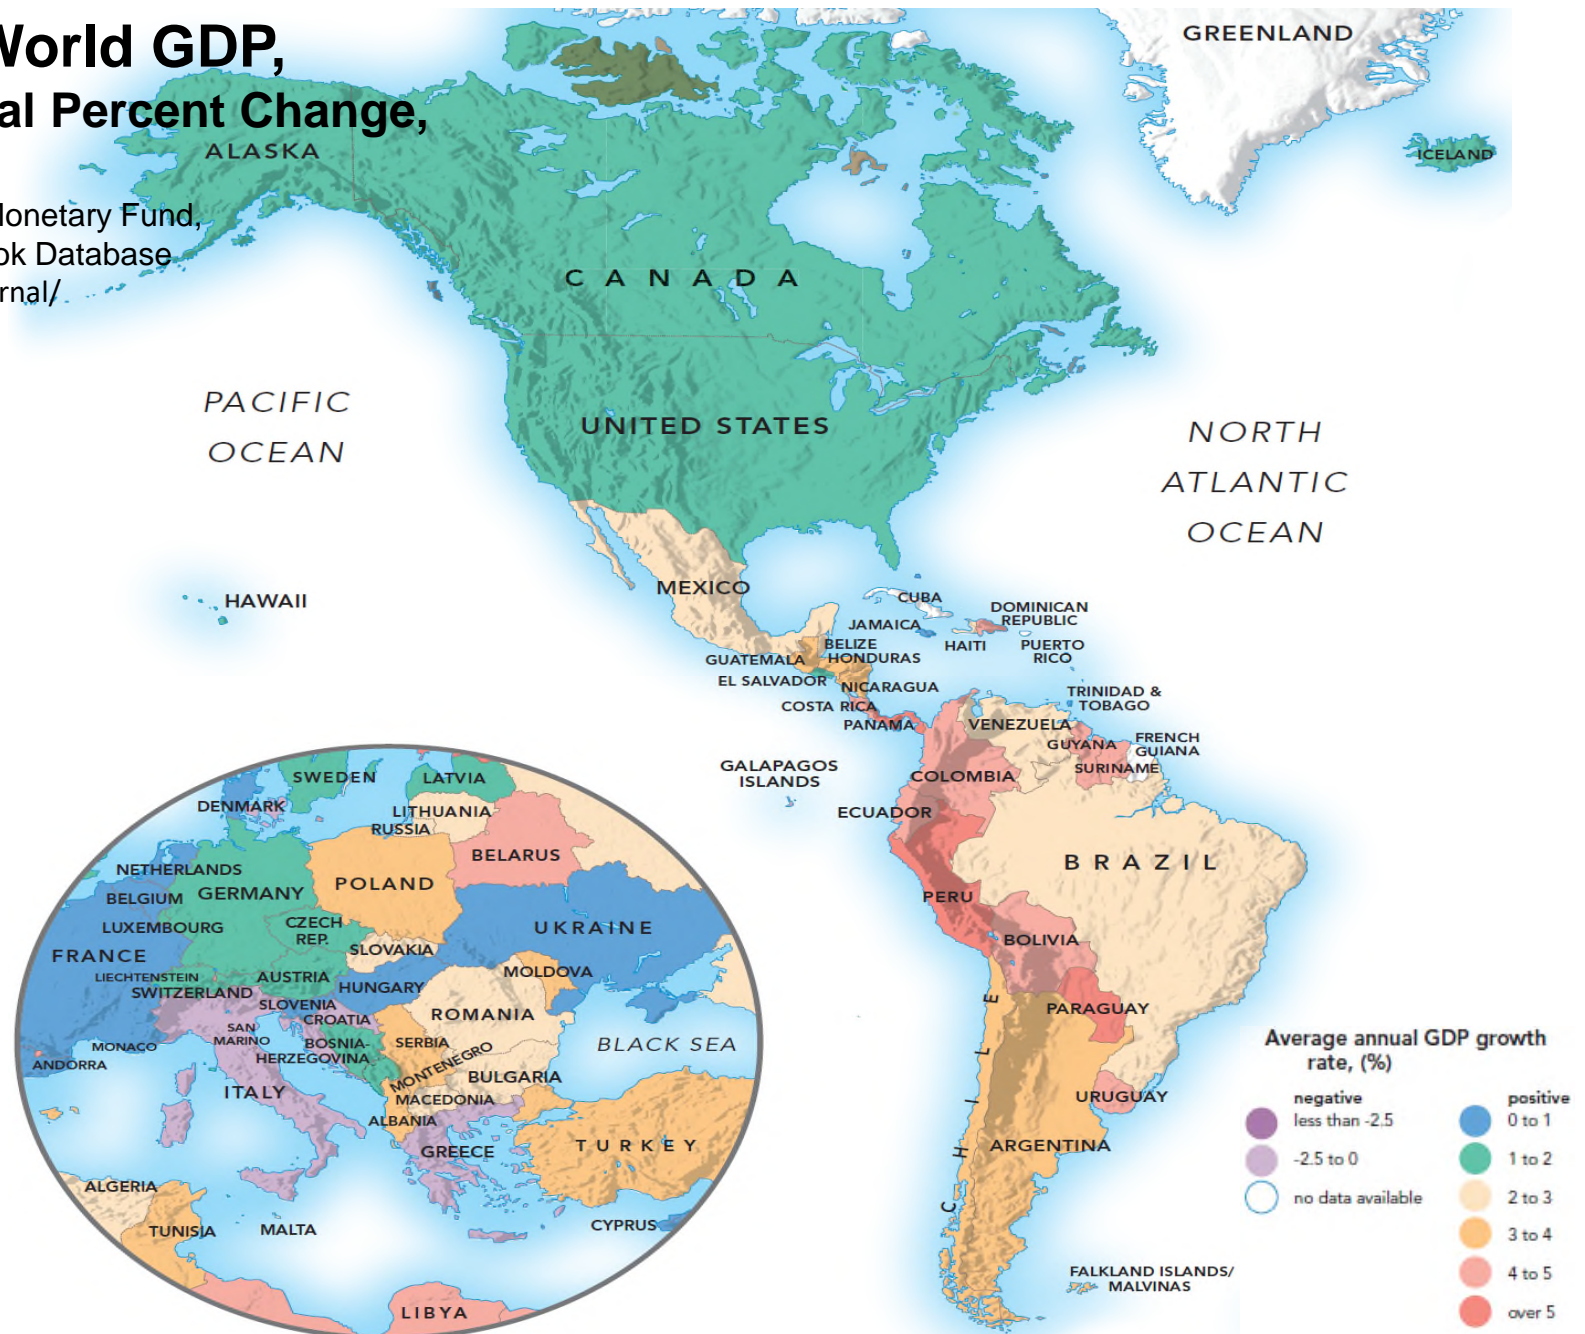 World GDP,
al Percent Change,
Monetary Fund,
ok Database
rnal/
GREENLAND
ALASKA
ICELAND
CANADA
PACIFIC
OCEAN
UNITED STATES
NORTH
ATLANTIC
OCEAN
HAWAII
MEXICO
CUBA
JAMAICA
DOMINICAN
REPUBLIC
HAITI
PUERTO
RICO
BELIZE
GUATEMALA
HONDURAS
EL SALVADOR
NICARAGUA
COSTA RICA
PANAMA
TRINIDAD &
TOBAGO
VENEZUELA
GUYANA
FRENCH
GUIANA
SURINAME
COLOMBIA
GALAPAGOS
ISLANDS
ECUADOR
BRAZIL
PERU
BOLIVIA
PARAGUAY
CHILE
URUGUAY
ARGENTINA
FALKLAND ISLANDS/
MALVINAS
SWEDEN
LATVIA
DENMARK
LITHUANIA
RUSSIA
BELARUS
NETHERLANDS
BELGIUM
GERMANY
POLAND
LUXEMBOURG
CZECH
REP.
UKRAINE
FRANCE
SLOVAKIA
LIECHTENSTEIN
AUSTRIA
MOLDOVA
SWITZERLAND
HUNGARY
SLOVENIA
CROATIA
ROMANIA
SAN
MARINO
MONACO
BOSNIA-
HERZEGOVINA
SERBIA
BLACK SEA
ANDORRA
MONTENEGRO
BULGARIA
ITALY
MACEDONIA
ALBANIA
GREECE
TURKEY
ALGERIA
TUNISIA
MALTA
CYPRUS
LIBYA
Average annual GDP growth
rate, (%)
negative
less than -2.5
-2.5 to 0
no data available
positive
0 to 1
1 to 2
2 to 3
3 to 4
4 to 5
over 5